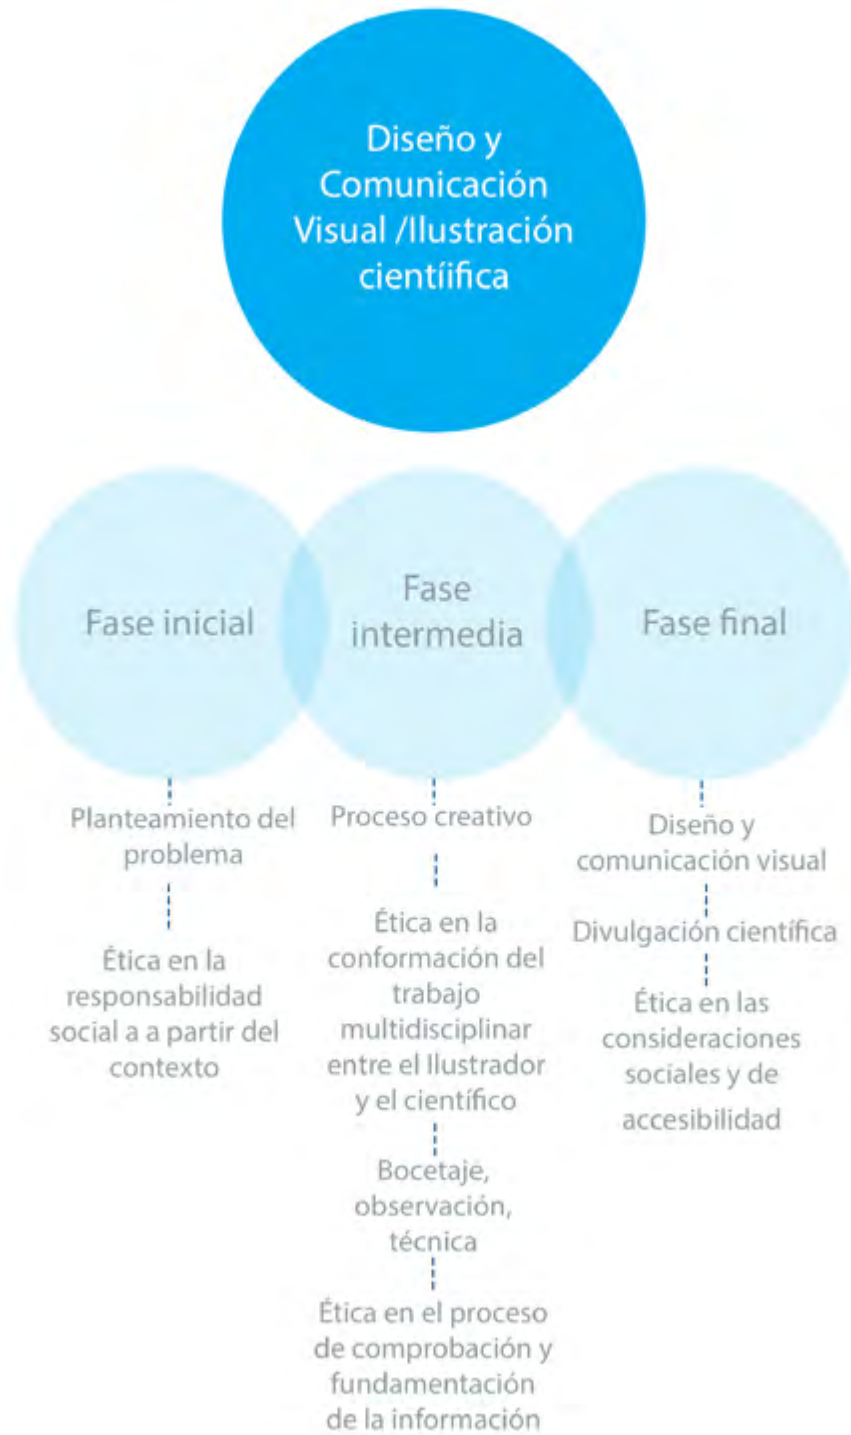 Diseño y
Comunicación
Visual /Ilustración
cientíifica
Fase inicial
Fase
intermedia
Fase final
Planteamiento del
problema
Ética en la
responsabilidad
social a a partir del
contexto
Proceso creativo
Ética en la
conformación del
trabajo
multidisciplinar
entre el Ilustrador
y el científico
Bocetaje,
observación,
técnica
Ética en el proceso
de comprobación y
fundamentación
de la información
Diseño y
comunicación visual
Divulgación científica
Ética en las
consideraciones
sociales y de
accesibilidad